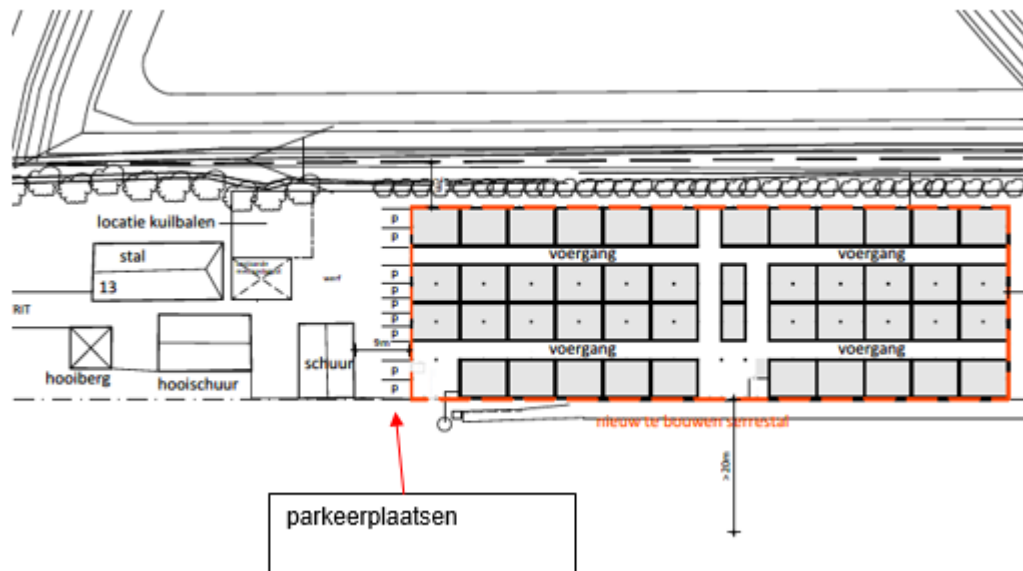 locatie kuilbalen
stal
13
werf
RIT
hooiberg
hooischuur
schuur
9m
P
P
P
P
P
P
P
P
P
voergang
voergang
voergang
voergang
nieuw te bouwen serrestal
>20m
parkeerplaatsen